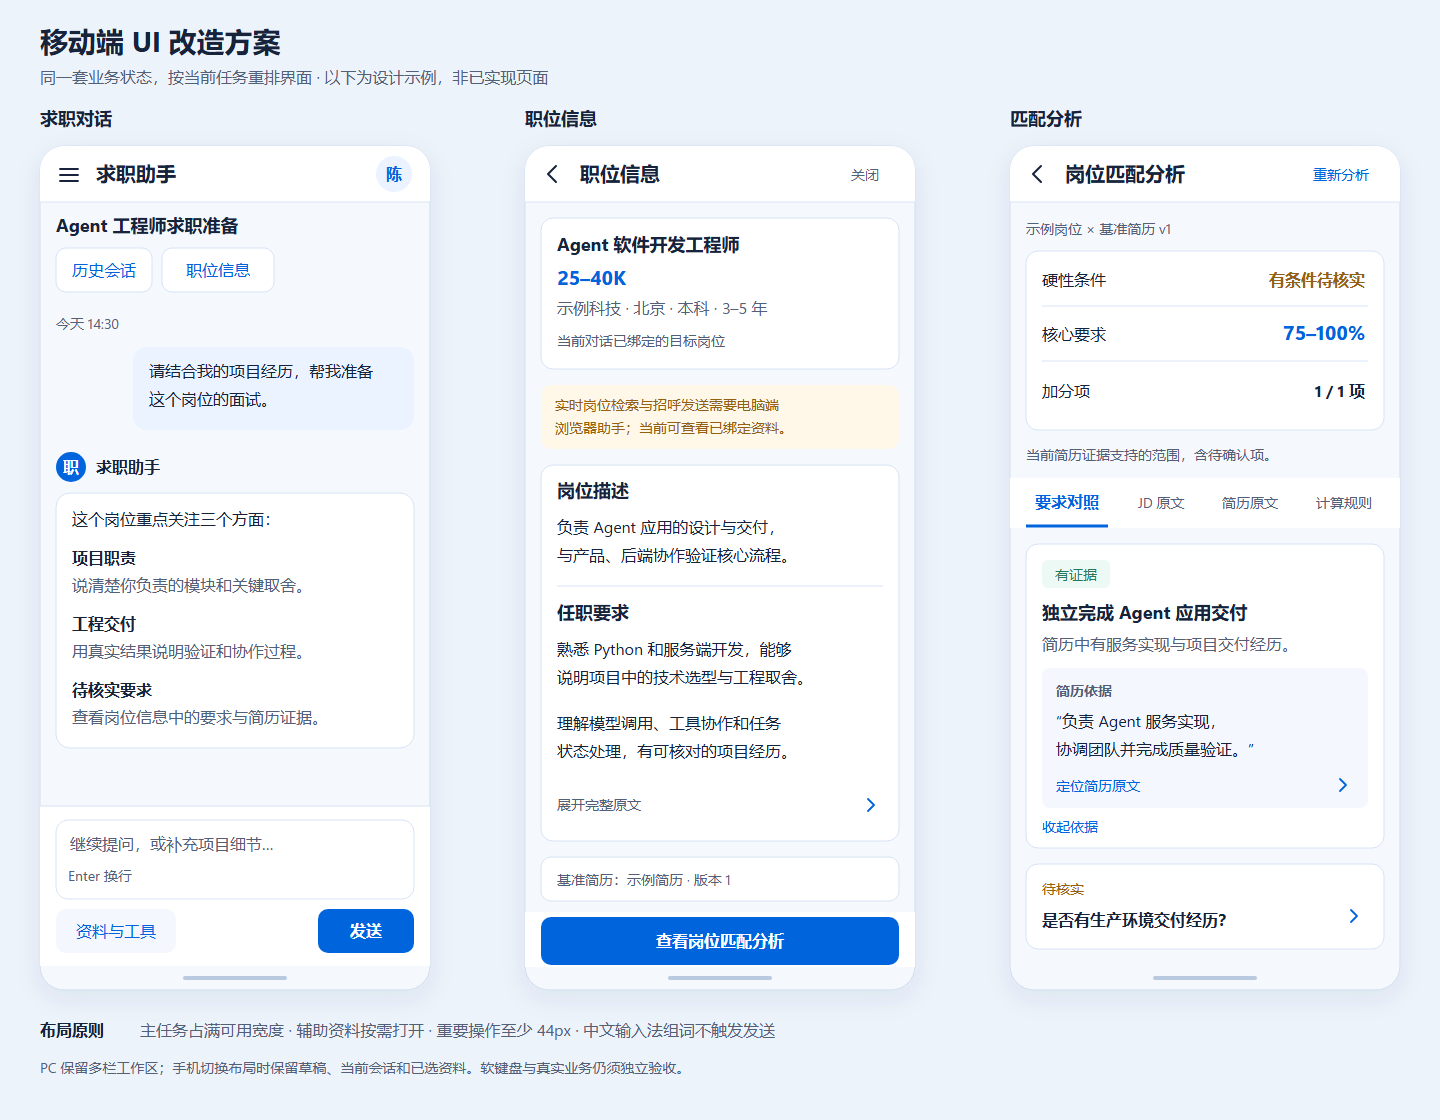 移动端 UI 改造方案
同一套业务状态，按当前任务重排界面 · 以下为设计示例，非已实现页面
求职对话
求职助手
陈
Agent 工程师求职准备
历史会话
职位信息
今天 14:30
请结合我的项目经历，帮我准备
这个岗位的面试。
职
求职助手
这个岗位重点关注三个方面：
项目职责
说清楚你负责的模块和关键取舍。
工程交付
用真实结果说明验证和协作过程。
待核实要求
查看岗位信息中的要求与简历证据。
继续提问，或补充项目细节...
Enter 换行
资料与工具
发送
职位信息
职位信息
关闭
Agent 软件开发工程师
25–40K
示例科技 · 北京 · 本科 · 3–5 年
当前对话已绑定的目标岗位
实时岗位检索与招呼发送需要电脑端
浏览器助手；当前可查看已绑定资料。
岗位描述
负责 Agent 应用的设计与交付，
与产品、后端协作验证核心流程。
任职要求
熟悉 Python 和服务端开发，能够
说明项目中的技术选型与工程取舍。
理解模型调用、工具协作和任务
状态处理，有可核对的项目经历。
展开完整原文
基准简历：示例简历 · 版本 1
查看岗位匹配分析
匹配分析
岗位匹配分析
重新分析
示例岗位 × 基准简历 v1
硬性条件
有条件待核实
核心要求
75–100%
加分项
1 / 1 项
当前简历证据支持的范围，含待确认项。
要求对照
JD 原文
简历原文
计算规则
有证据
独立完成 Agent 应用交付
简历中有服务实现与项目交付经历。
简历依据
“负责 Agent 服务实现，
协调团队并完成质量验证。”
定位简历原文
收起依据
待核实
是否有生产环境交付经历？
布局原则
主任务占满可用宽度 · 辅助资料按需打开 · 重要操作至少 44px · 中文输入法组词不触发发送
PC 保留多栏工作区；手机切换布局时保留草稿、当前会话和已选资料。软键盘与真实业务仍须独立验收。